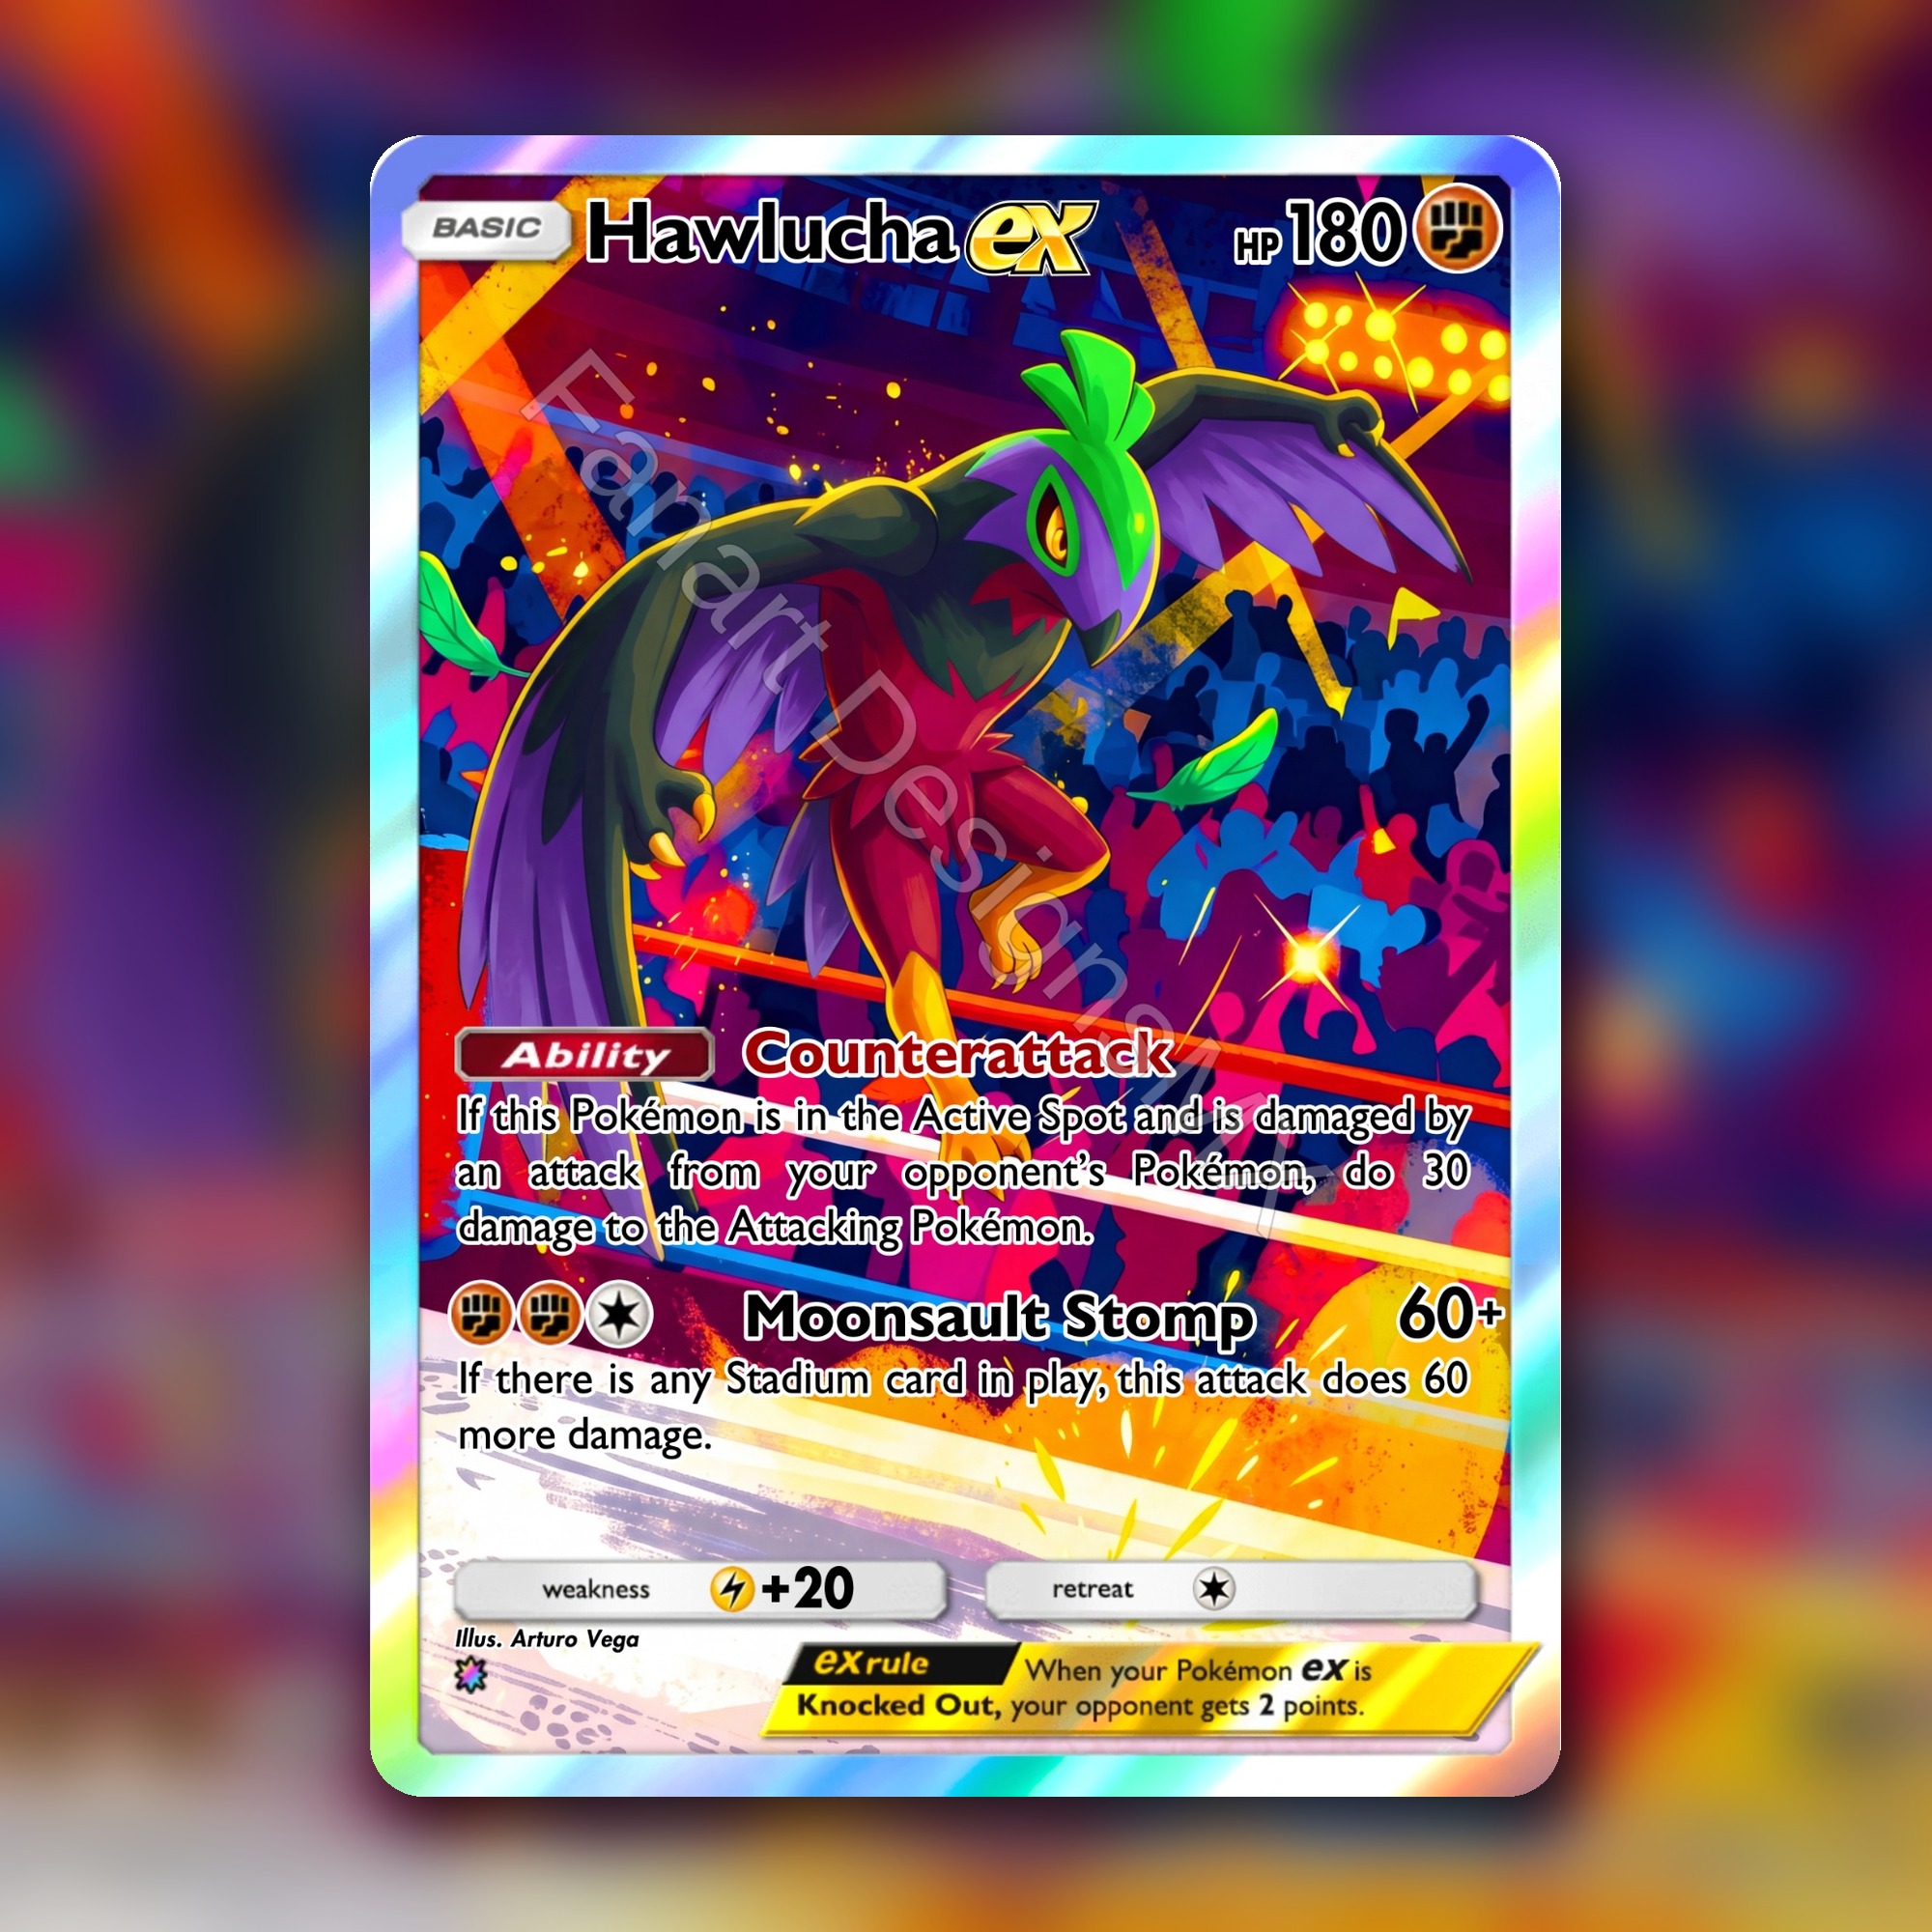 BASIC Hawlucha ex HP 180
Fanart DesignsMX
Ability Counterattack
If this Pokémon is in the Active Spot and is damaged by
an attack from your opponent's Pokémon, do 30
damage to the Attacking Pokémon.
Moonsault Stomp 60+
If there is any Stadium card in play, this attack does 60
more damage.
weakness +20 retreat
Illus. Arturo Vega
ex rule When your Pokémon ex is
Knocked Out, your opponent gets 2 points.